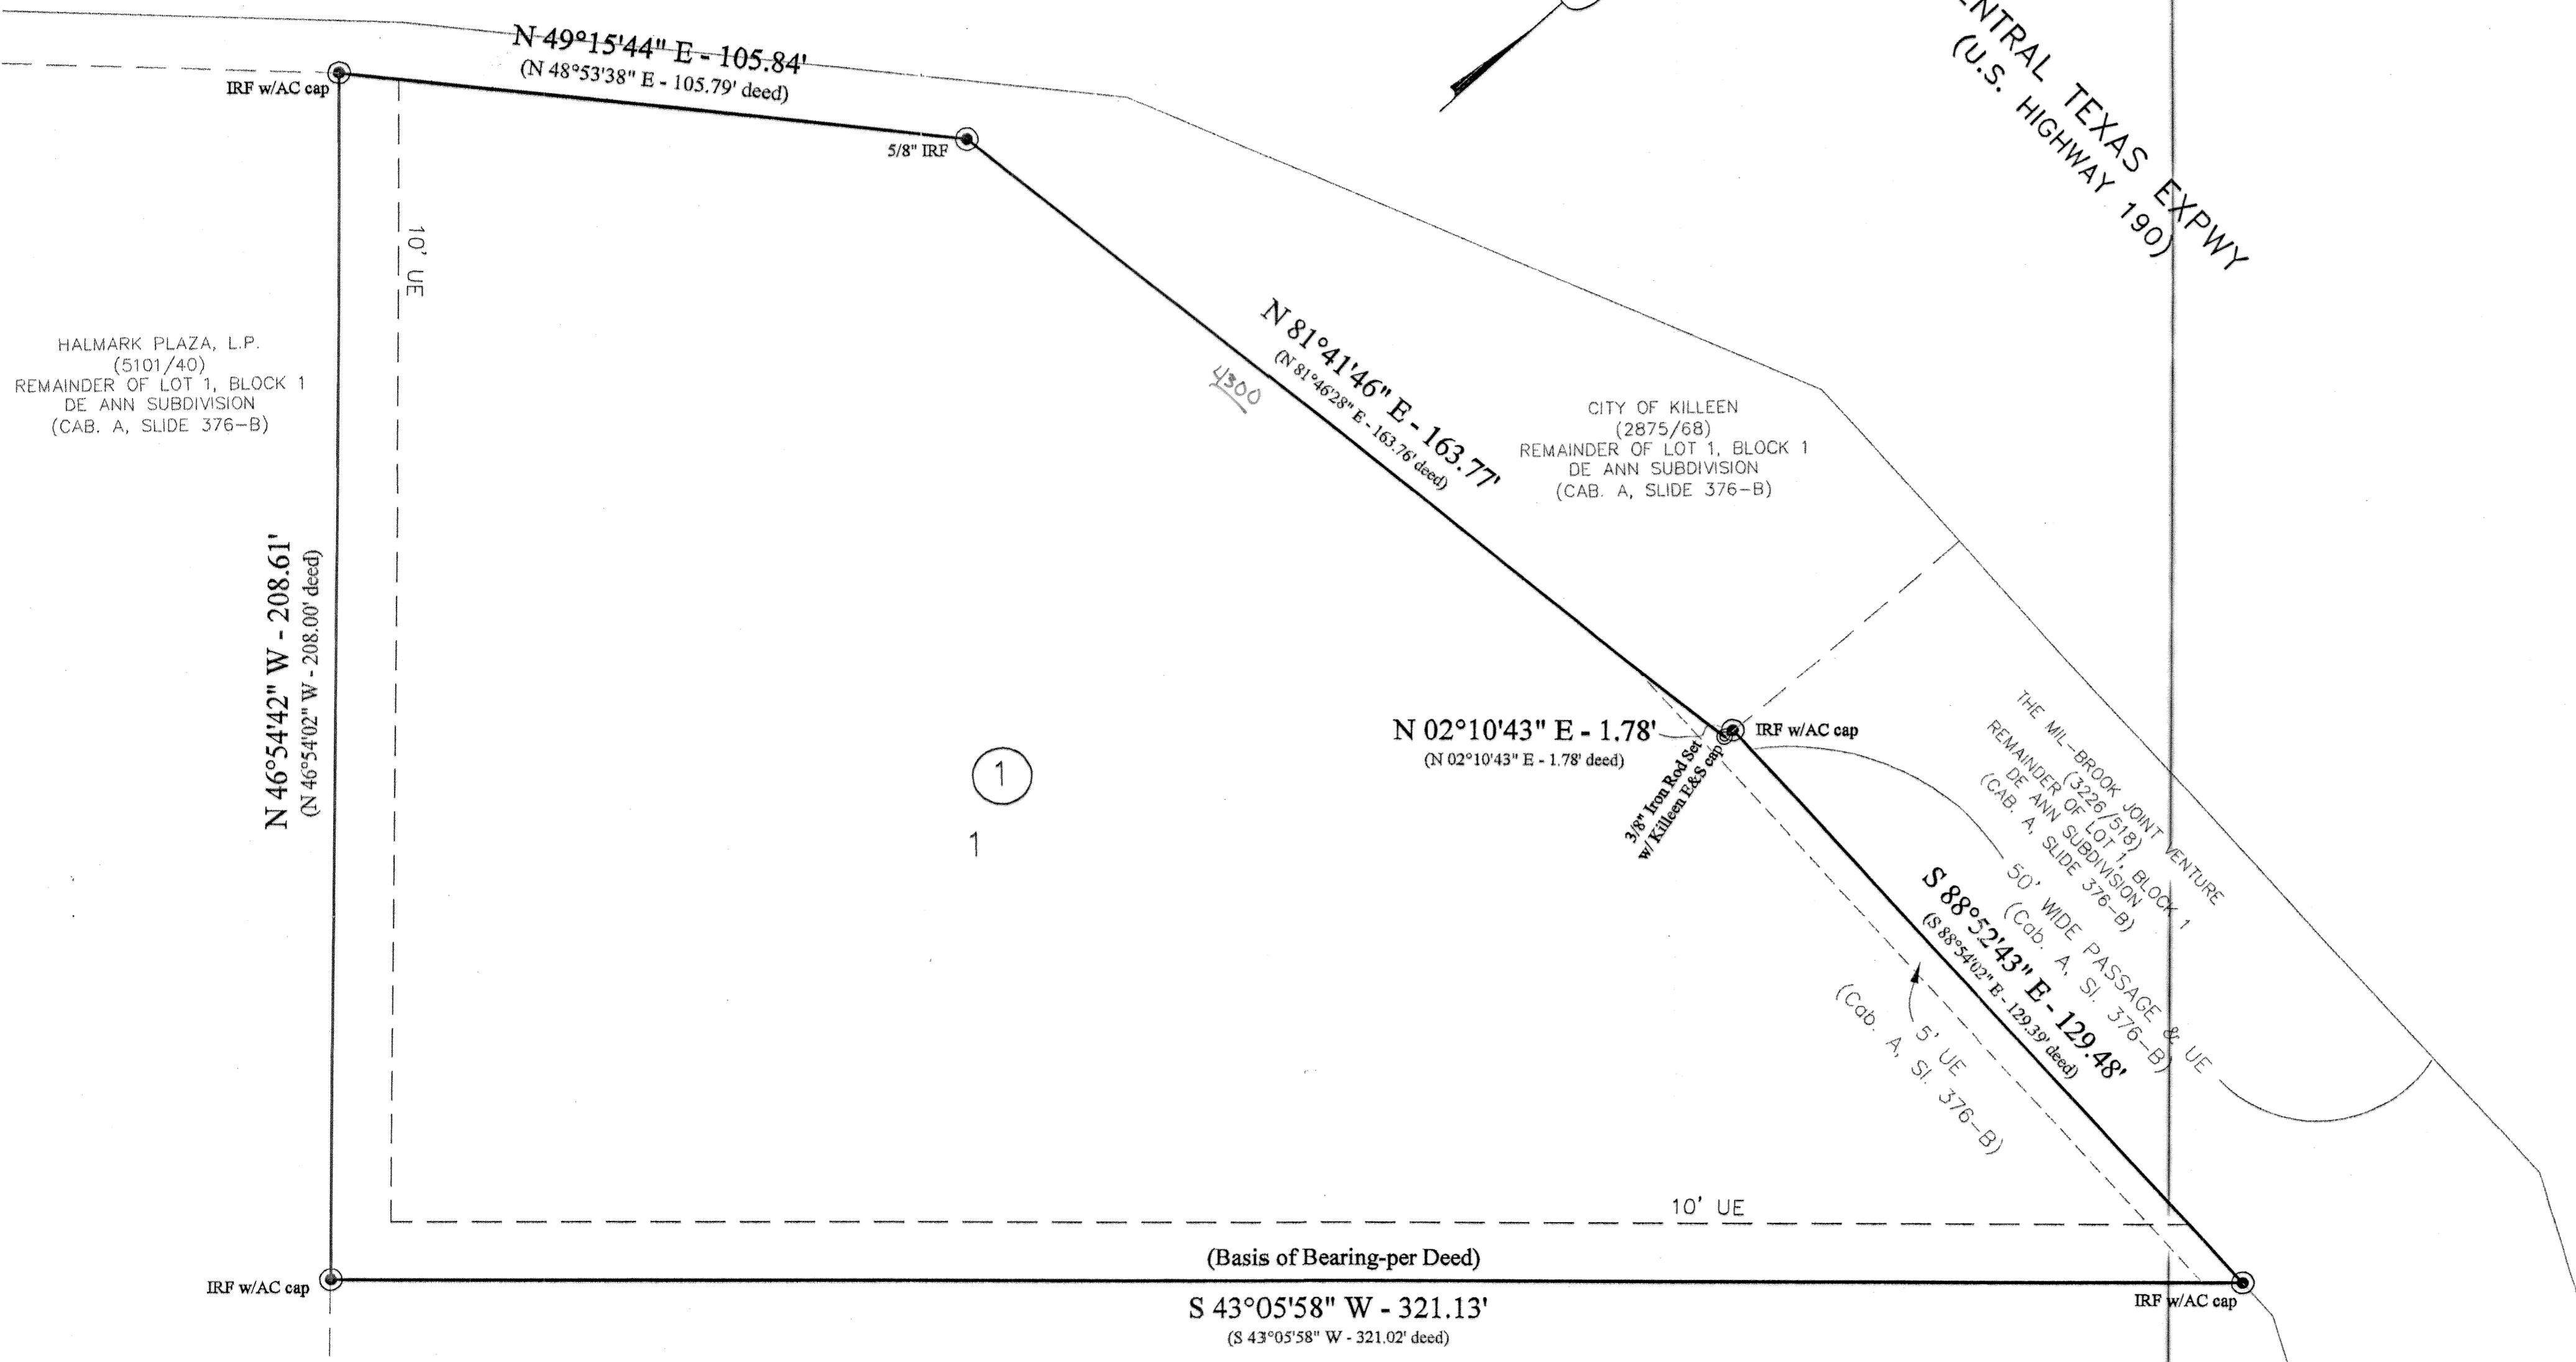 N 49°15'44" E - 105.84'
(N 48°53'38" E - 105.79' deed)
IRF w/AC cap
5/8" IRF
TEXAS EXPWY
(U.S. HIGHWAY 190)
10' UE
HALMARK PLAZA, L.P.
(5101/40)
REMAINDER OF LOT 1, BLOCK 1
DE ANN SUBDIVISION
(CAB. A, SLIDE 376-B)
N 81°41'46" E - 163.77'
(N 81°46'28" E - 163.76' deed)
4300
CITY OF KILLEEN
(2875/68)
REMAINDER OF LOT 1, BLOCK 1
DE ANN SUBDIVISION
(CAB. A, SLIDE 376-B)
N 46°54'42" W - 208.61'
(N 46°54'02" W - 208.00' deed)
N 02°10'43" E - 1.78'
(N 02°10'43" E - 1.78' deed)
IRF w/AC cap
3/8" Iron Rod Set
w/ Killeen E&S cap
1
1
THE MIL-BROOK JOINT VENTURE
(3226/518)
REMAINDER OF LOT 1, BLOCK 1
DE ANN SUBDIVISION
(CAB. A, SLIDE 376-B)
50' WIDE PASSAGE & UE
(Cab. A, Sl. 376-B)
S 88°52'43" E - 129.48'
(S 88°54'02" E - 129.39' deed)
5' UE
(Cab. A, Sl. 376-B)
10' UE
(Basis of Bearing-per Deed)
IRF w/AC cap
S 43°05'58" W - 321.13'
(S 43°05'58" W - 321.02' deed)
IRF w/AC cap